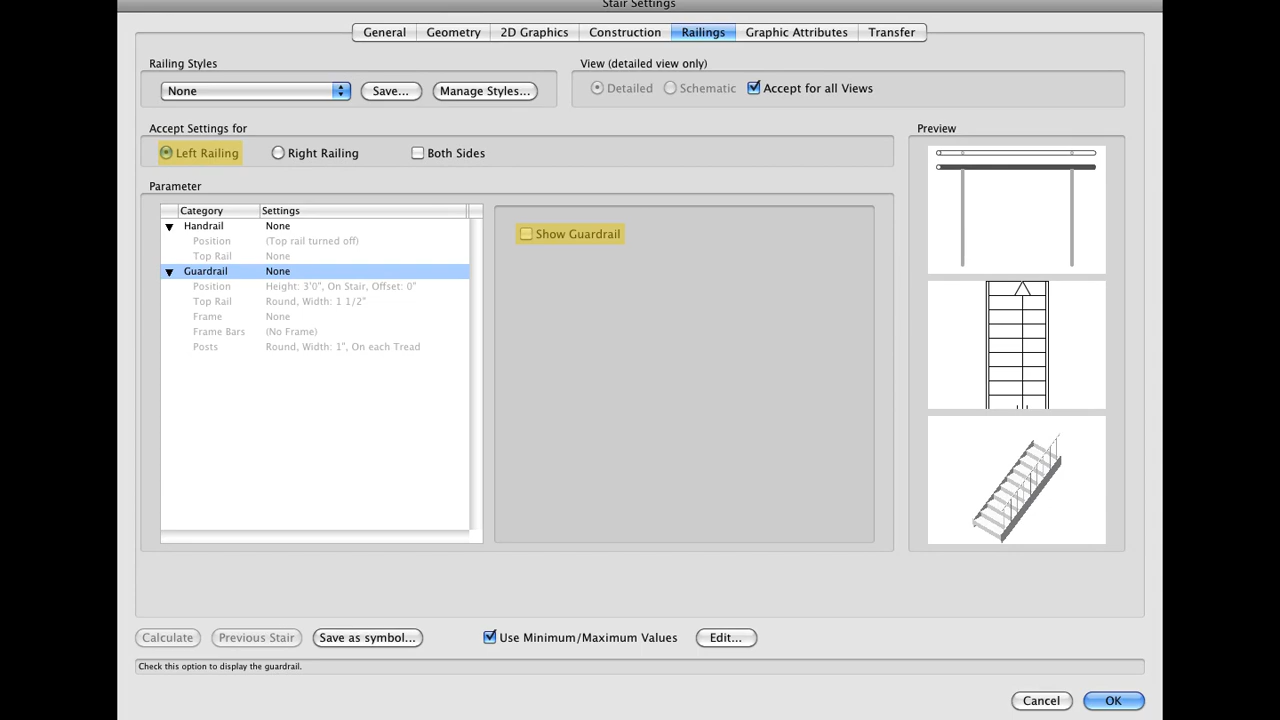 Stair Settings
General Geometry 2D Graphics Construction Railings Graphic Attributes Transfer
Railing Styles
None Save... Manage Styles...
View (detailed view only)
Detailed Schematic Accept for all Views
Accept Settings for
Left Railing Right Railing Both Sides
Preview
Parameter
Category Settings
Handrail None
Position (Top rail turned off)
Top Rail None
Guardrail None
Position Height: 3'0", On Stair, Offset: 0"
Top Rail Round, Width: 1 1/2"
Frame None
Frame Bars (No Frame)
Posts Round, Width: 1", On each Tread
Show Guardrail
Calculate Previous Stair Save as symbol... Use Minimum/Maximum Values Edit...
Check this option to display the guardrail.
Cancel OK